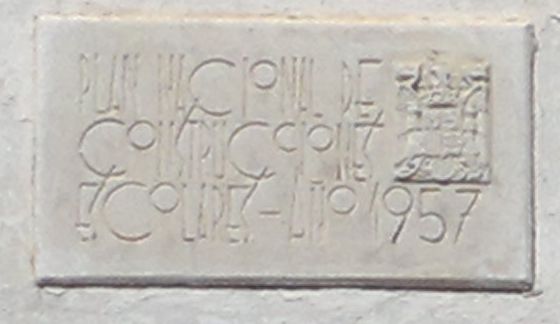 PLAN NACIONAL DE
CONSTRUCCIONES
ESCOLARES - AÑO 1957